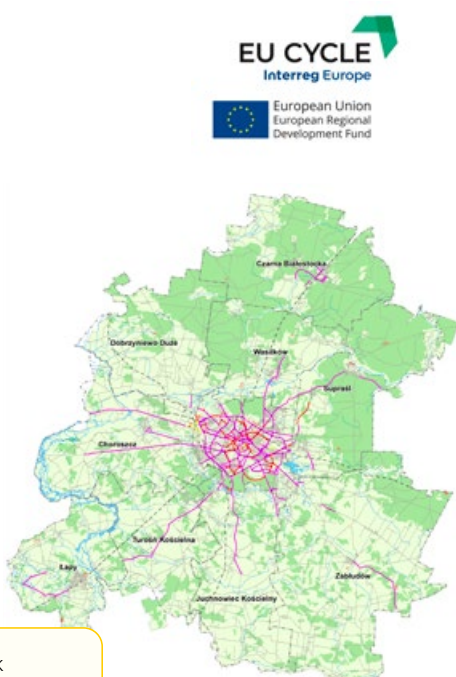 EU CYCLE
Interreg Europe
European Union
European Regional
Development Fund
Czarna Białostocka
Dobrzyniewo Duże
Wasilków
Supraśl
Choroszcz
Turośń Kościelna
Łapy
Zabłudów
Juchnowiec Kościelny
k